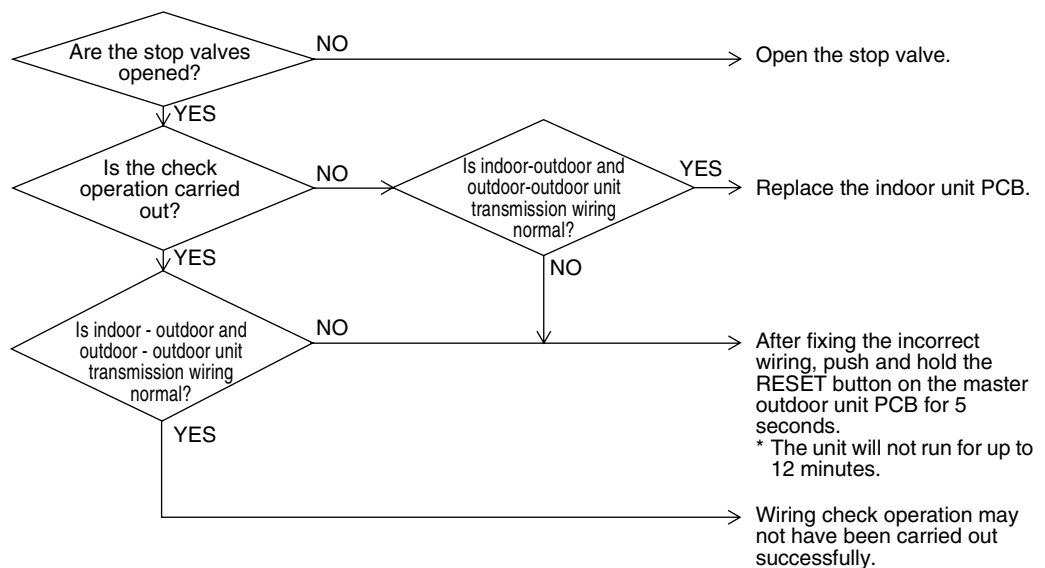 Are the stop valves
opened?
NO
Open the stop valve.
YES
Is the check
operation carried
out?
NO
Is indoor-outdoor and
outdoor-outdoor unit
transmission wiring
normal?
YES
Replace the indoor unit PCB.
YES
NO
Is indoor - outdoor and
outdoor - outdoor unit
transmission wiring
normal?
NO
After fixing the incorrect
wiring, push and hold the
RESET button on the master
outdoor unit PCB for 5
seconds.
* The unit will not run for up to
12 minutes.
YES
Wiring check operation may
not have been carried out
successfully.